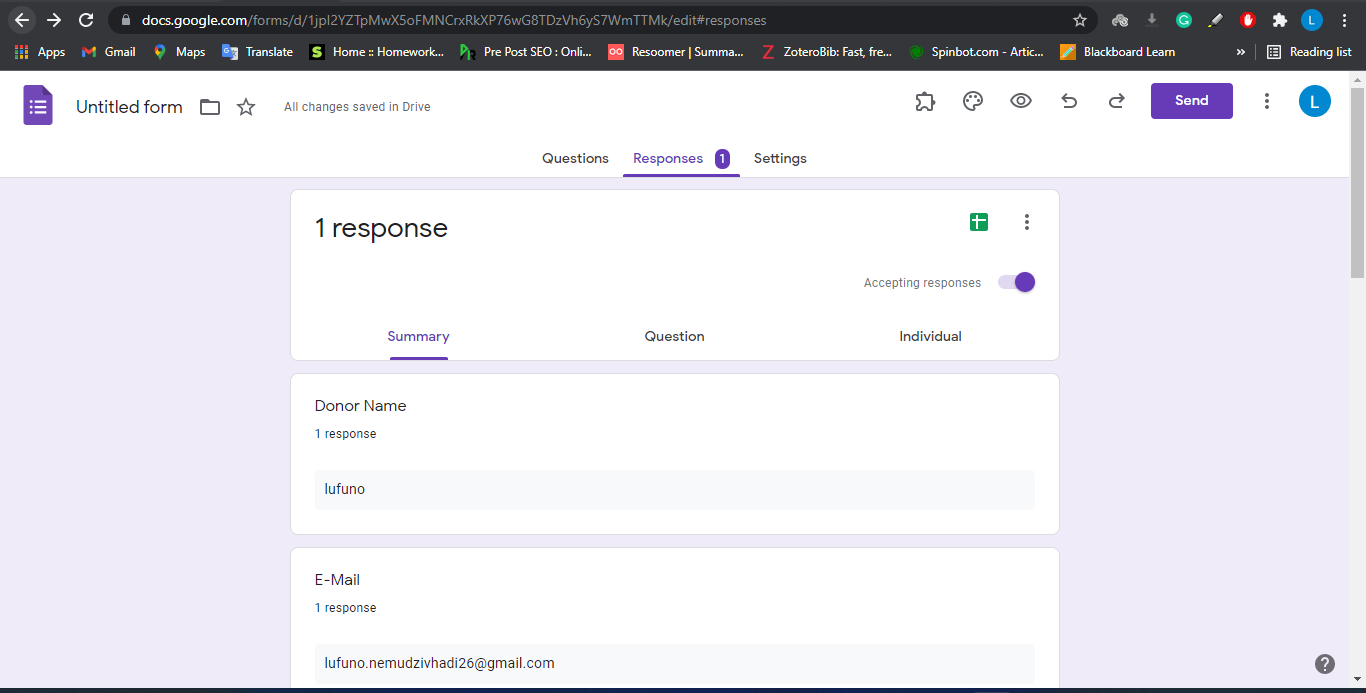 docs.google.com/forms/d/1jpI2YZTpMwX5oFMNCrxRkXP76wG8TDzVh6yS7WmTTMk/edit#responses
L
Apps Gmail Maps Translate Home :: Homework... Pre Post SEO : Onli... Resoomer | Summa... ZoteroBib: Fast, fre... Spinbot.com - Artic... Blackboard Learn » Reading list
Untitled form All changes saved in Drive Send L
Questions Responses 1 Settings
1 response
Accepting responses
Summary Question Individual
Donor Name
1 response
lufuno
E-Mail
1 response
lufuno.nemudzivhadi26@gmail.com